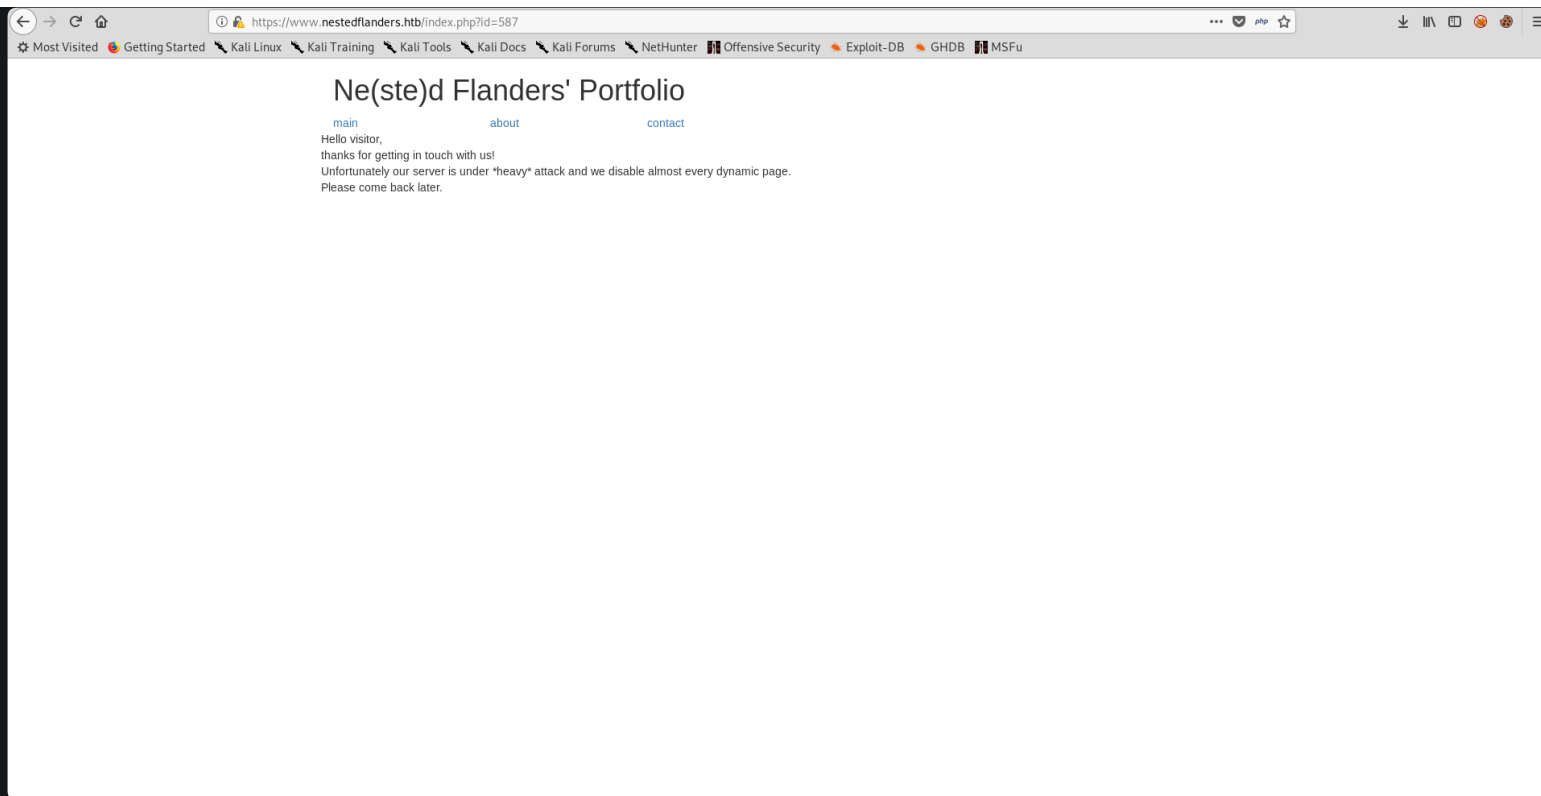 https://www.nestedflanders.htb/index.php?id=587
php
Most Visited Getting Started Kali Linux Kali Training Kali Tools Kali Docs Kali Forums NetHunter Offensive Security Exploit-DB GHDB MSFu
Ne(ste)d Flanders' Portfolio
main about contact
Hello visitor,
thanks for getting in touch with us!
Unfortunately our server is under *heavy* attack and we disable almost every dynamic page.
Please come back later.